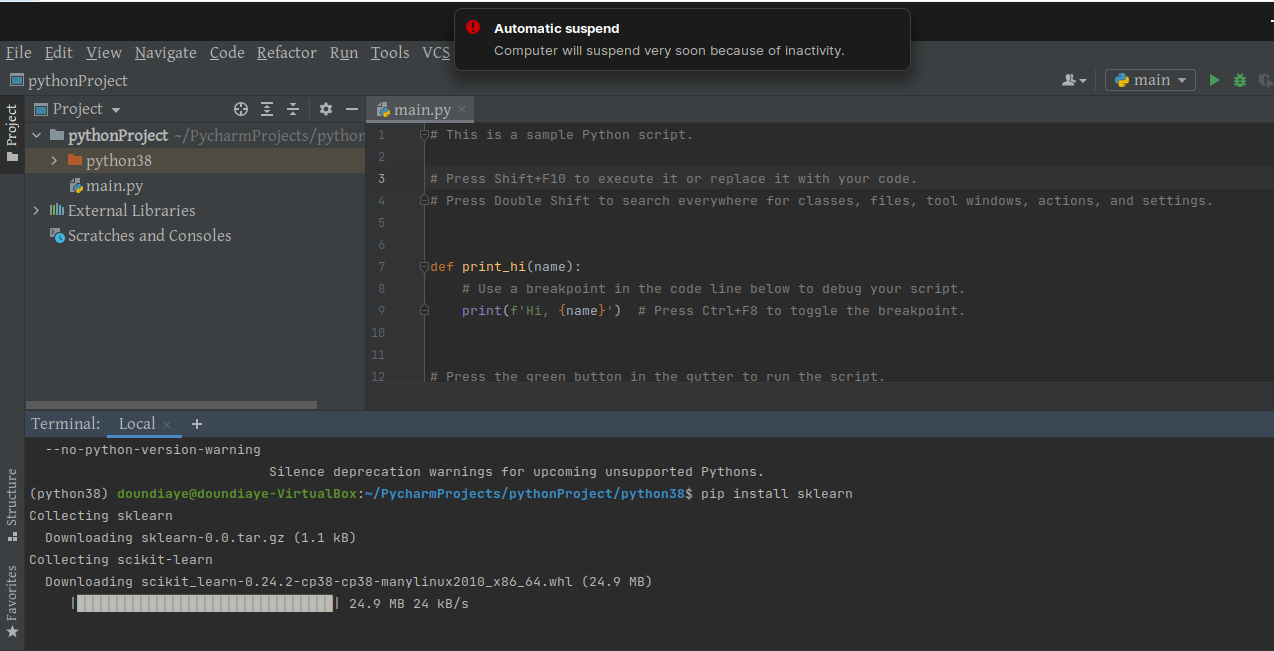 Automatic suspend
Computer will suspend very soon because of inactivity.
File Edit View Navigate Code Refactor Run Tools VCS
pythonProject
main
Project
Project
main.py
pythonProject ~/PycharmProjects/python
python38
main.py
External Libraries
Scratches and Consoles
1 # This is a sample Python script.
2
3 # Press Shift+F10 to execute it or replace it with your code.
4 # Press Double Shift to search everywhere for classes, files, tool windows, actions, and settings.
5
6
7 def print_hi(name):
8 # Use a breakpoint in the code line below to debug your script.
9 print(f'Hi, {name}') # Press Ctrl+F8 to toggle the breakpoint.
10
11
12 # Press the green button in the gutter to run the script.
Terminal: Local +
--no-python-version-warning
Silence deprecation warnings for upcoming unsupported Pythons.
(python38) doundiaye@doundiaye-VirtualBox:~/PycharmProjects/pythonProject/python38$ pip install sklearn
Collecting sklearn
Downloading sklearn-0.0.tar.gz (1.1 kB)
Collecting scikit-learn
Downloading scikit_learn-0.24.2-cp38-cp38-manylinux2010_x86_64.whl (24.9 MB)
|████████████████████████████████| 24.9 MB 24 kB/s
Structure
Favorites